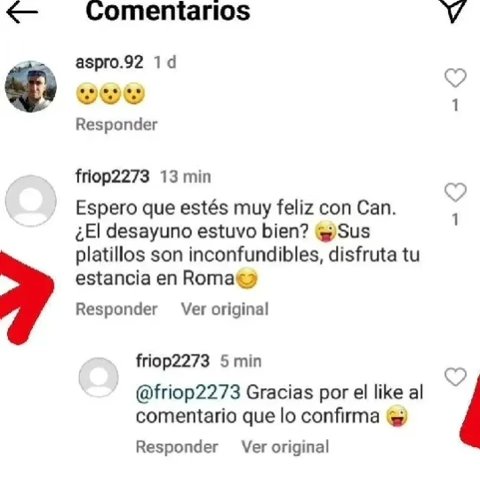 Comentarios
aspro.92 1 d
😮😮😮
1
Responder
friop2273 13 min
Espero que estés muy feliz con Can.
1
¿El desayuno estuvo bien? 😜Sus
platillos son inconfundibles, disfruta tu
estancia en Roma😊
Responder Ver original
friop2273 5 min
@friop2273 Gracias por el like al
comentario que lo confirma 😜
Responder Ver original